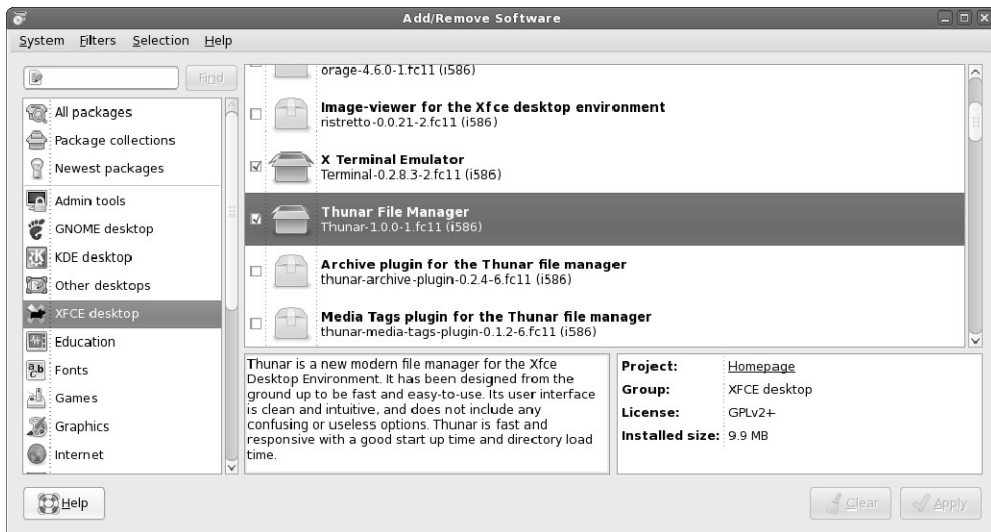 Add/Remove Software
System Filters Selection Help
Find
All packages
Package collections
Newest packages
Admin tools
GNOME desktop
KDE desktop
Other desktops
XFCE desktop
Education
Fonts
Games
Graphics
Internet
orage-4.6.0-1.fc11 (i586)
Image-viewer for the Xfce desktop environment
ristretto-0.0.21-2.fc11 (i586)
X Terminal Emulator
Terminal-0.2.8.3-2.fc11 (i586)
Thunar File Manager
Thunar-1.0.0-1.fc11 (i586)
Archive plugin for the Thunar file manager
thunar-archive-plugin-0.2.4-6.fc11 (i586)
Media Tags plugin for the Thunar file manager
thunar-media-tags-plugin-0.1.2-6.fc11 (i586)
Thunar is a new modern file manager for the Xfce
Desktop Environment. It has been designed from the
ground up to be fast and easy-to-use. Its user interface
is clean and intuitive, and does not include any
confusing or useless options. Thunar is fast and
responsive with a good start up time and directory load
time.
Project: Homepage
Group: XFCE desktop
License: GPLv2+
Installed size: 9.9 MB
Help
Clear
Apply